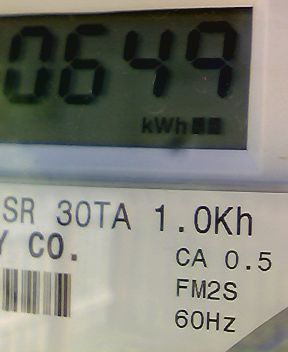 0649
kWh
SR 30TA 1.0Kh
Y CO.
CA 0.5
FM2S
60Hz